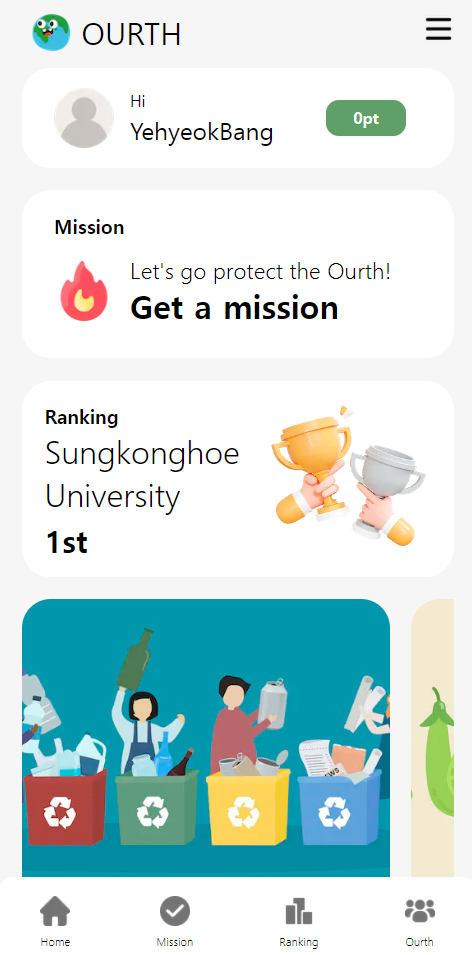 OURTH
Hi
YehyeokBang
0pt
Mission
Let's go protect the Ourth!
Get a mission
Ranking
Sungkonghoe
University
1st
Home
Mission
Ranking
Ourth